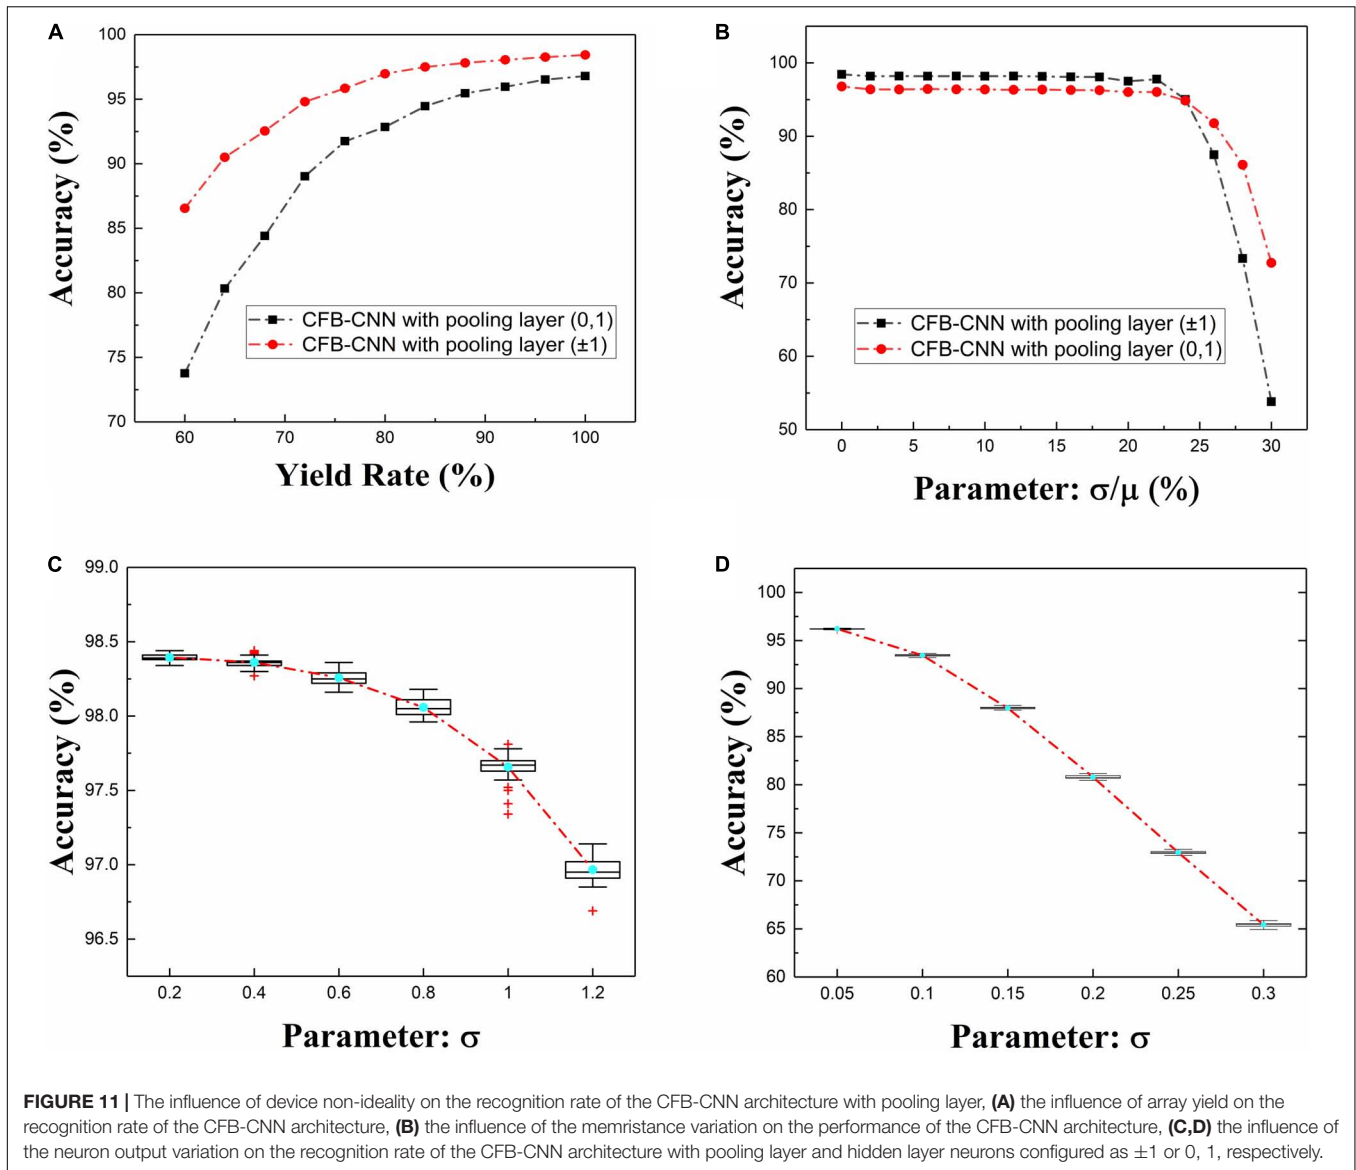 A
100
95
90
85
80
75
70
Accuracy (%)
CFB-CNN with pooling layer (0,1)
CFB-CNN with pooling layer (±1)
60
70
80
90
100
Yield Rate (%)
B
100
90
80
70
60
50
Accuracy (%)
CFB-CNN with pooling layer (±1)
CFB-CNN with pooling layer (0,1)
0
5
10
15
20
25
30
Parameter: σ/μ (%)
C
99.0
98.5
98.0
97.5
97.0
96.5
Accuracy (%)
0.2
0.4
0.6
0.8
1
1.2
Parameter: σ
D
100
95
90
85
80
75
70
65
60
Accuracy (%)
0.05
0.1
0.15
0.2
0.25
0.3
Parameter: σ
FIGURE 11 | The influence of device non-ideality on the recognition rate of the CFB-CNN architecture with pooling layer, (A) the influence of array yield on the
recognition rate of the CFB-CNN architecture, (B) the influence of the memristance variation on the performance of the CFB-CNN architecture, (C,D) the influence of
the neuron output variation on the recognition rate of the CFB-CNN architecture with pooling layer and hidden layer neurons configured as ±1 or 0, 1, respectively.